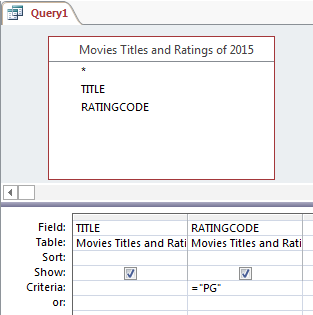 Query1
Movies Titles and Ratings of 2015
*
TITLE
RATINGCODE
Field: TITLE RATINGCODE
Table: Movies Titles and Rati Movies Titles and Rati
Sort:
Show:
Criteria: ="PG"
or: